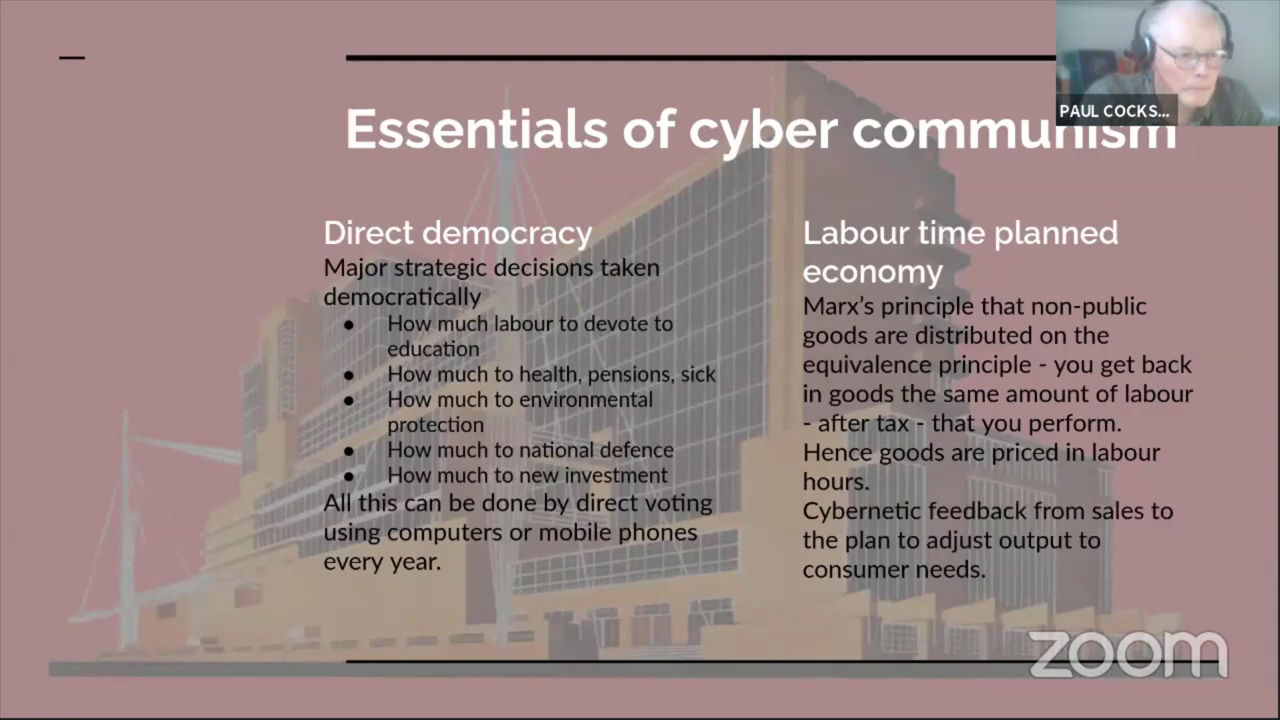 PAUL COCKS...
Essentials of cyber communism
Direct democracy
Major strategic decisions taken
democratically
● How much labour to devote to
education
● How much to health, pensions, sick
● How much to environmental
protection
● How much to national defence
● How much to new investment
All this can be done by direct voting
using computers or mobile phones
every year.
Labour time planned
economy
Marx’s principle that non-public
goods are distributed on the
equivalence principle - you get back
in goods the same amount of labour
- after tax - that you perform.
Hence goods are priced in labour
hours.
Cybernetic feedback from sales to
the plan to adjust output to
consumer needs.
zoom